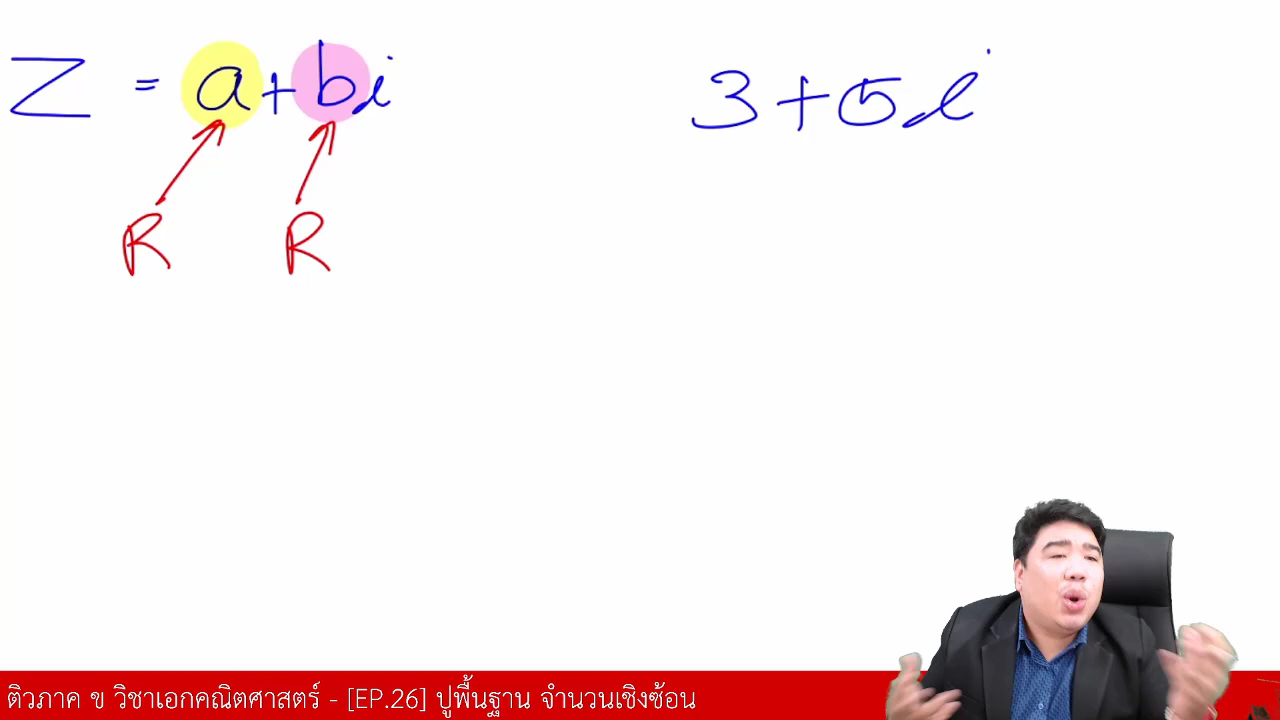 Z = a+bi
3+5i
R R
ติวภาค ข วิชาเอกคณิตศาสตร์ - [EP.26] ปูพื้นฐาน จำนวนเชิงซ้อน